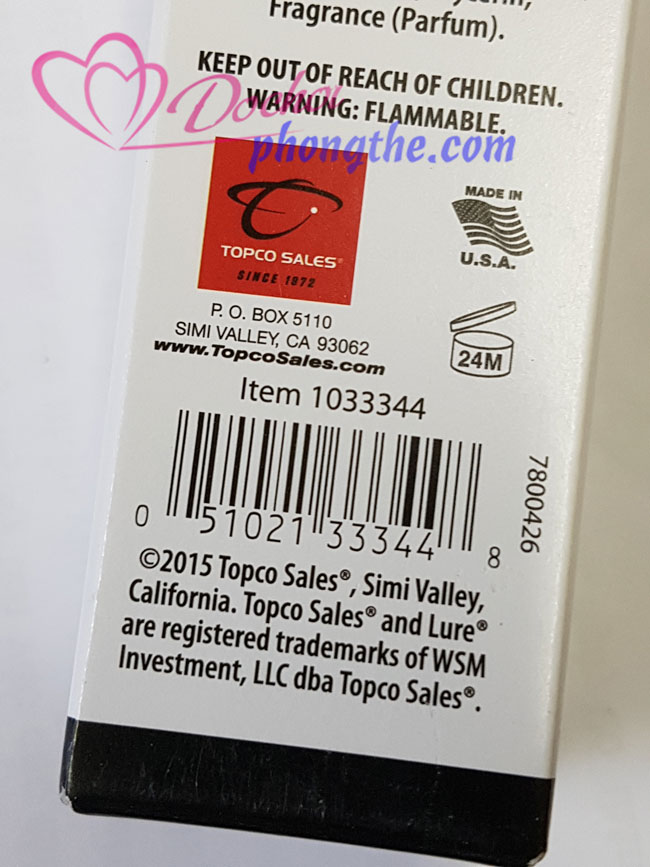 Fragrance (Parfum).
KEEP OUT OF REACH OF CHILDREN.
WARNING: FLAMMABLE.
phongthe.com
TOPCO SALES®
SINCE 1972
MADE IN
U.S.A.
P. O. BOX 5110
SIMI VALLEY, CA 93062
www.TopcoSales.com
24M
Item 1033344
0 51021 33344 8
7800426
©2015 Topco Sales®, Simi Valley,
California. Topco Sales® and Lure®
are registered trademarks of WSM
Investment, LLC dba Topco Sales®.